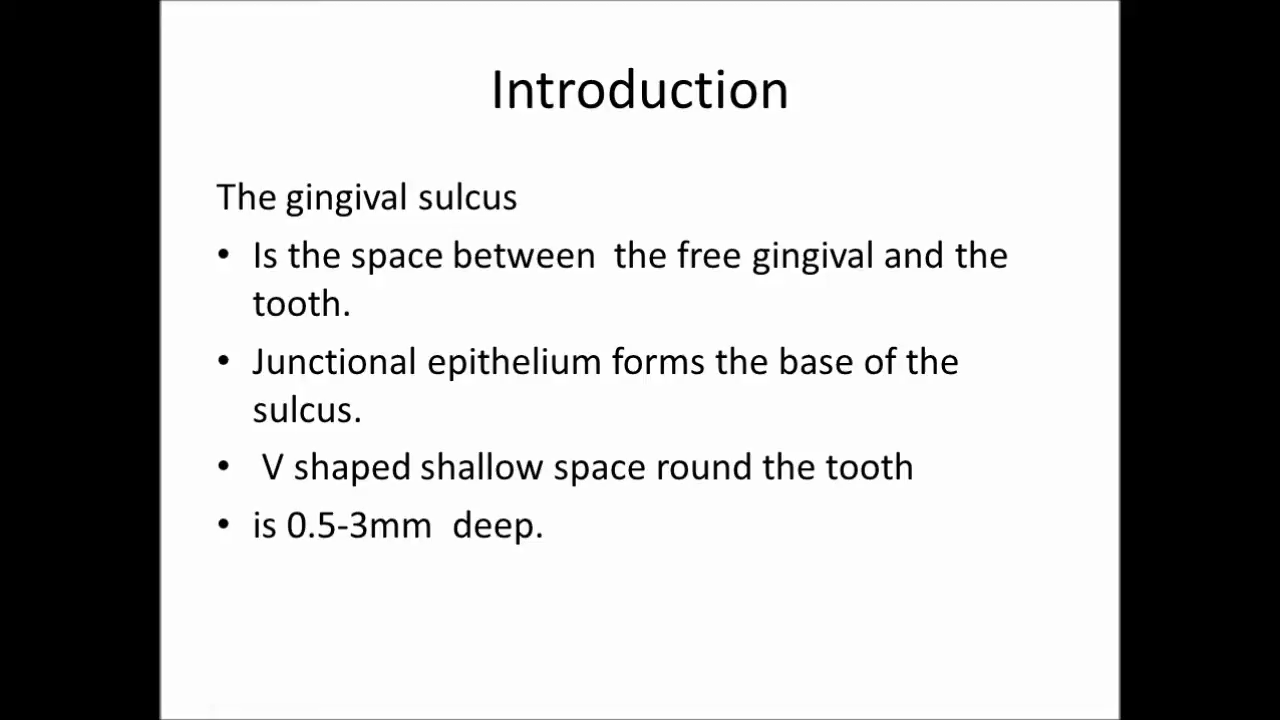 Introduction
The gingival sulcus
• Is the space between  the free gingival and the
tooth.
• Junctional epithelium forms the base of the
sulcus.
•  V shaped shallow space round the tooth
• is 0.5-3mm  deep.